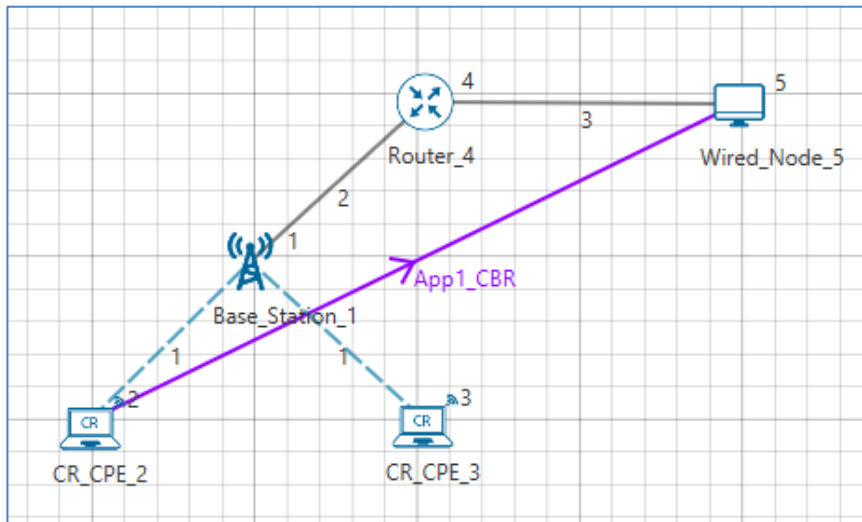 4
5
3
Router_4
Wired_Node_5
2
1
App1_CBR
Base_Station_1
1
1
2
3
CR
CR
CR_CPE_2
CR_CPE_3